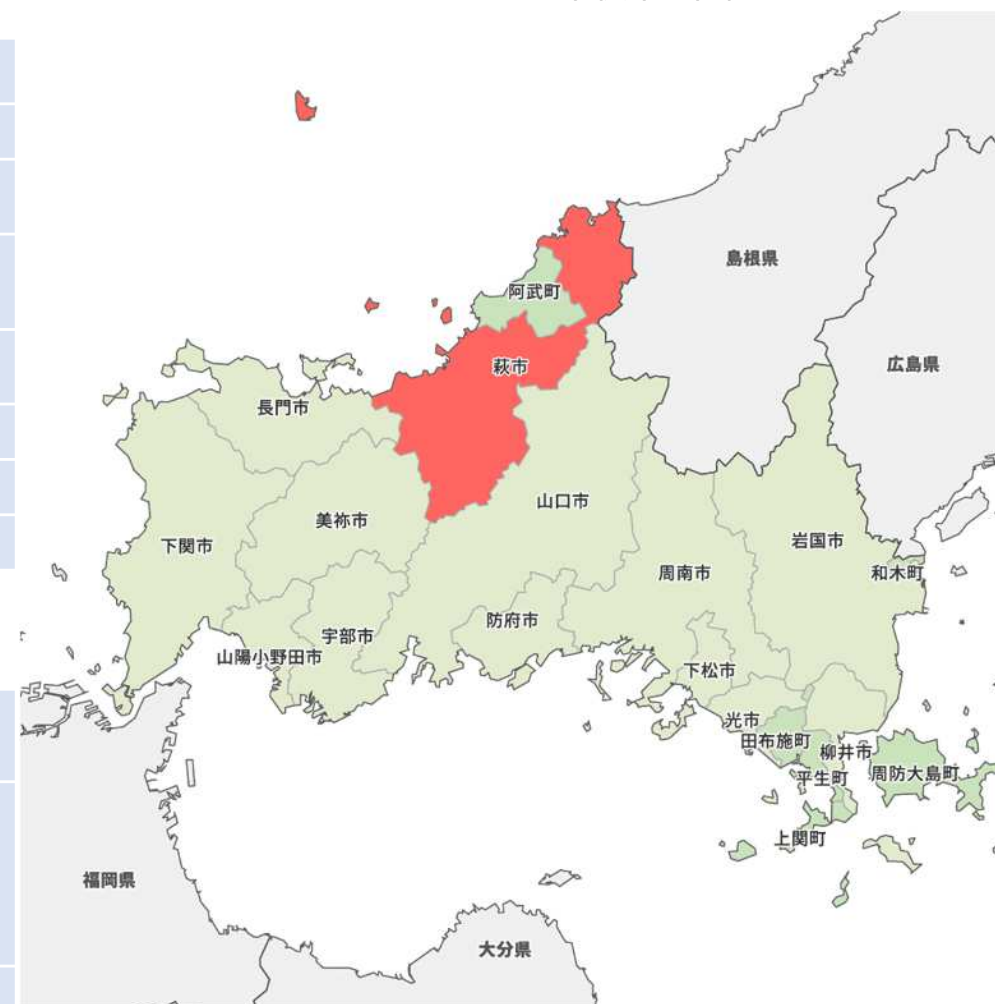 島根県
阿武町
萩市
広島県
長門市
山口市
美祢市
岩国市
下関市
周南市
和木町
防府市
宇部市
山陽小野田市
下松市
光市
田布施町
柳井市
周防大島町
平生町
上関町
福岡県
大分県